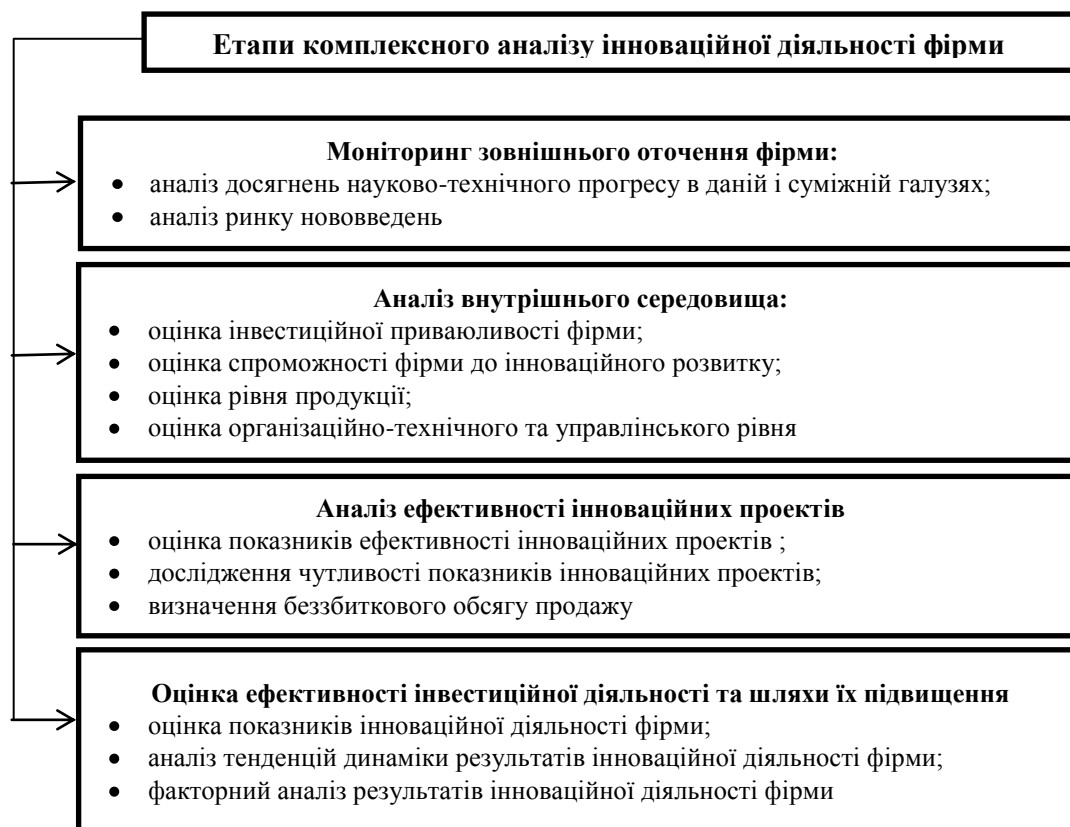 Етапи комплексного аналізу інноваційної діяльності фірми
Моніторинг зовнішнього оточення фірми:
• аналіз досягнень науково-технічного прогресу в даній і суміжній галузях;
• аналіз ринку нововведень
Аналіз внутрішнього середовища:
• оцінка інвестиційної приваюливості фірми;
• оцінка спроможності фірми до інноваційного розвитку;
• оцінка рівня продукції;
• оцінка організаційно-технічного та управлінського рівня
Аналіз ефективності інноваційних проектів
• оцінка показників ефективності інноваційних проектів ;
• дослідження чутливості показників інноваційних проектів;
• визначення беззбиткового обсягу продажу
Оцінка ефективності інвестиційної діяльності та шляхи їх підвищення
• оцінка показників інноваційної діяльності фірми;
• аналіз тенденцій динаміки результатів інноваційної діяльності фірми;
• факторний аналіз результатів інноваційної діяльності фірми